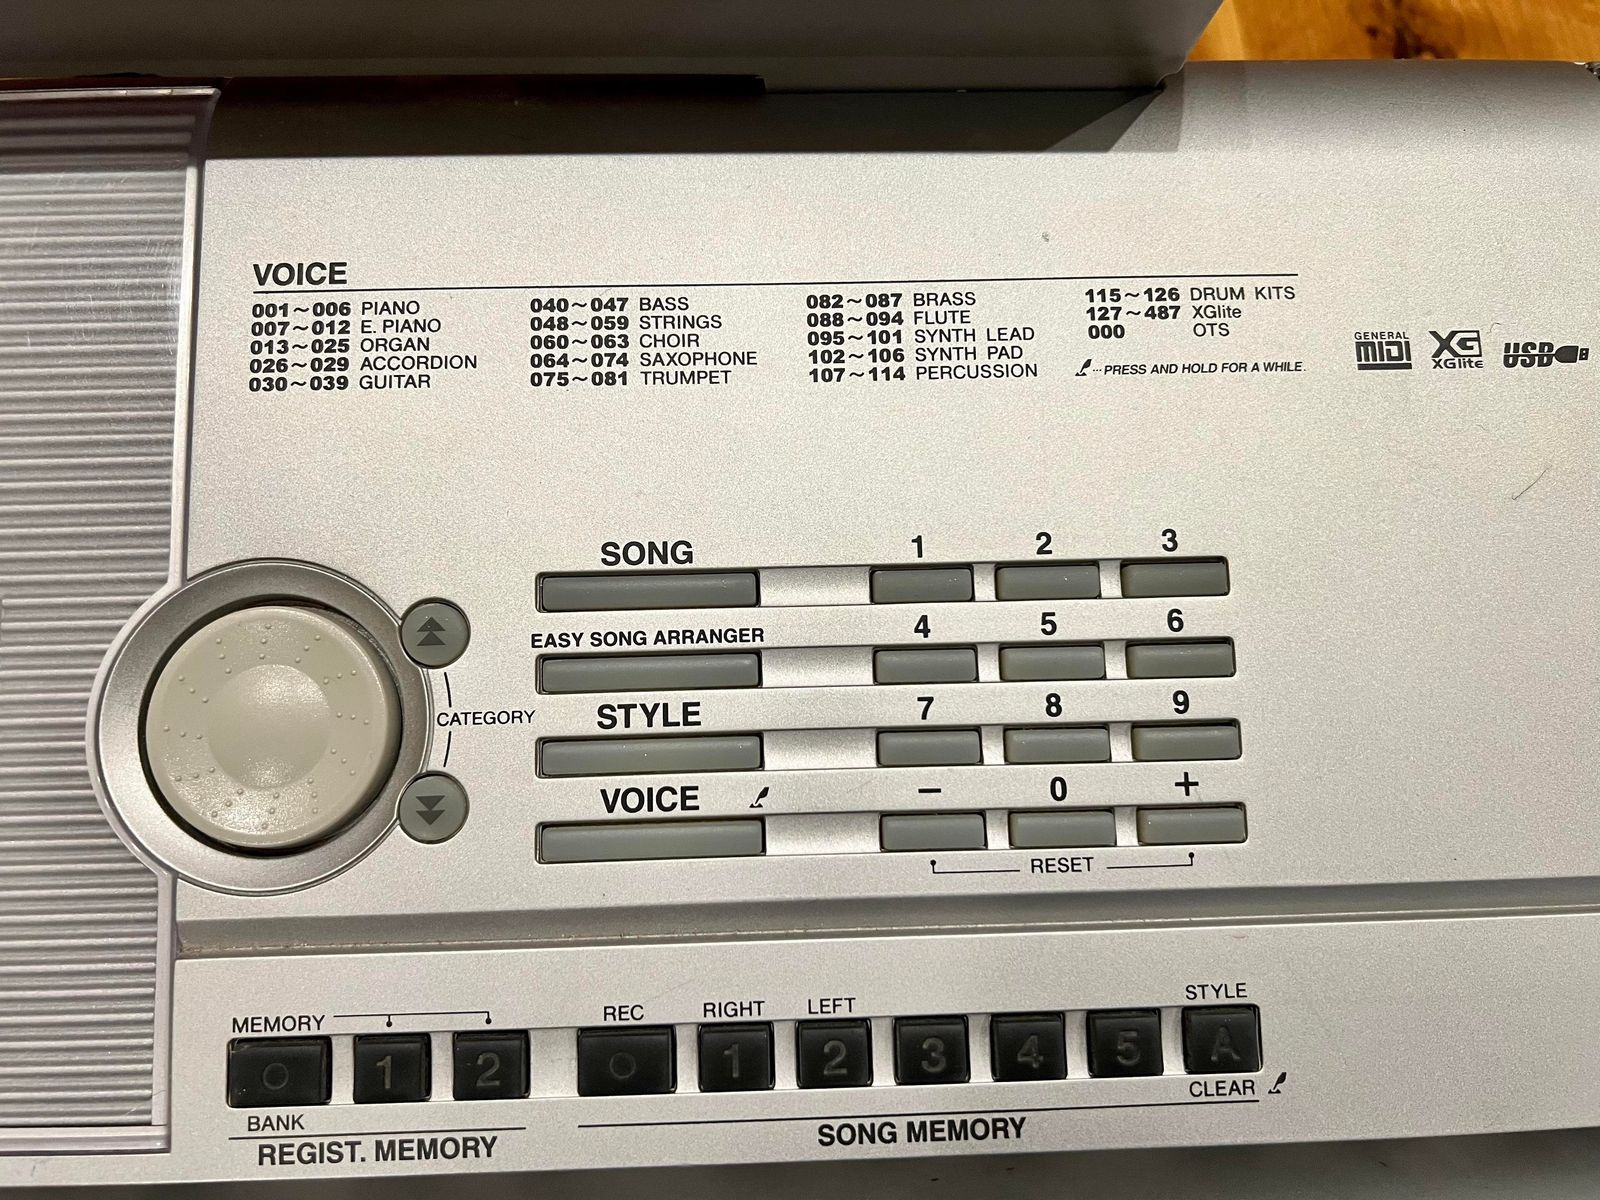 VOICE
001~006 PIANO
007~012 E. PIANO
013~025 ORGAN
026~029 ACCORDION
030~039 GUITAR
040~047 BASS
048~059 STRINGS
060~063 CHOIR
064~074 SAXOPHONE
075~081 TRUMPET
082~087 BRASS
088~094 FLUTE
095~101 SYNTH LEAD
102~106 SYNTH PAD
107~114 PERCUSSION
115~126 DRUM KITS
127~487 XGlite
000 OTS
···PRESS AND HOLD FOR A WHILE.
GENERAL
MIDI
XG
XGlite
USB
SONG
1 2 3
EASY SONG ARRANGER
4 5 6
STYLE
7 8 9
CATEGORY
VOICE
– 0 +
RESET
MEMORY
1 2
BANK
REGIST. MEMORY
REC RIGHT LEFT STYLE
1 2 3 4 5 A
CLEAR
SONG MEMORY